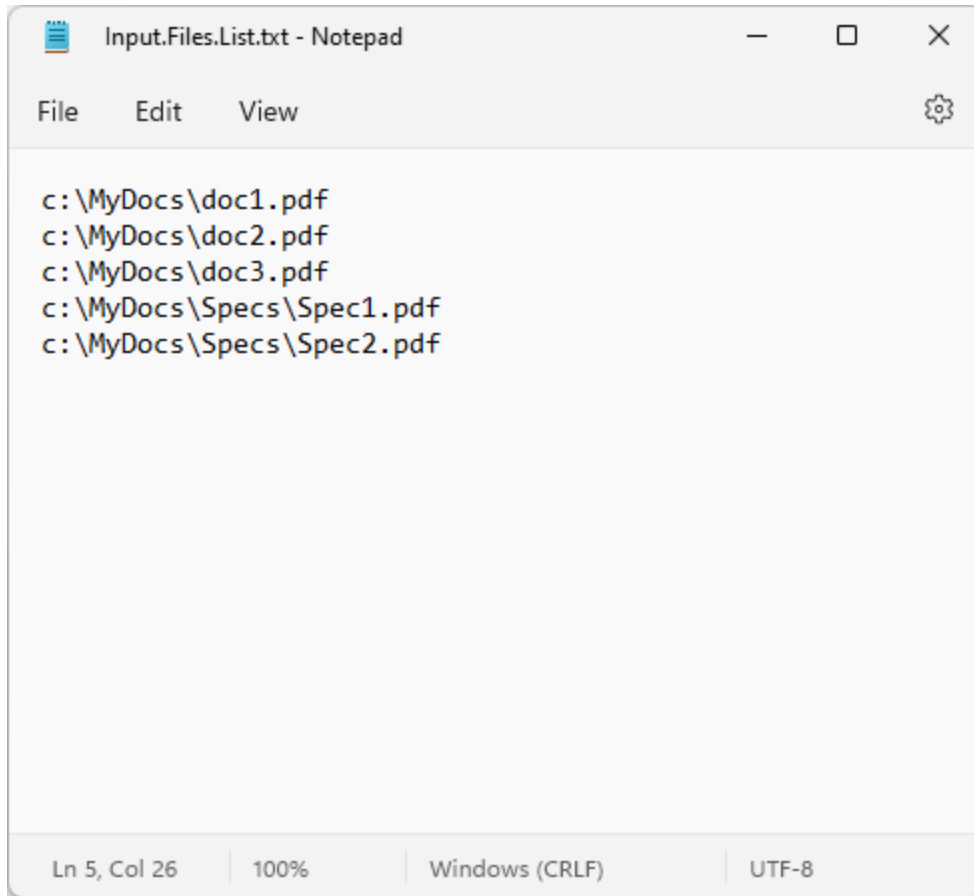 Input.Files.List.txt - Notepad
File Edit View
c:\MyDocs\doc1.pdf
c:\MyDocs\doc2.pdf
c:\MyDocs\doc3.pdf
c:\MyDocs\Specs\Spec1.pdf
c:\MyDocs\Specs\Spec2.pdf
Ln 5, Col 26 100% Windows (CRLF) UTF-8